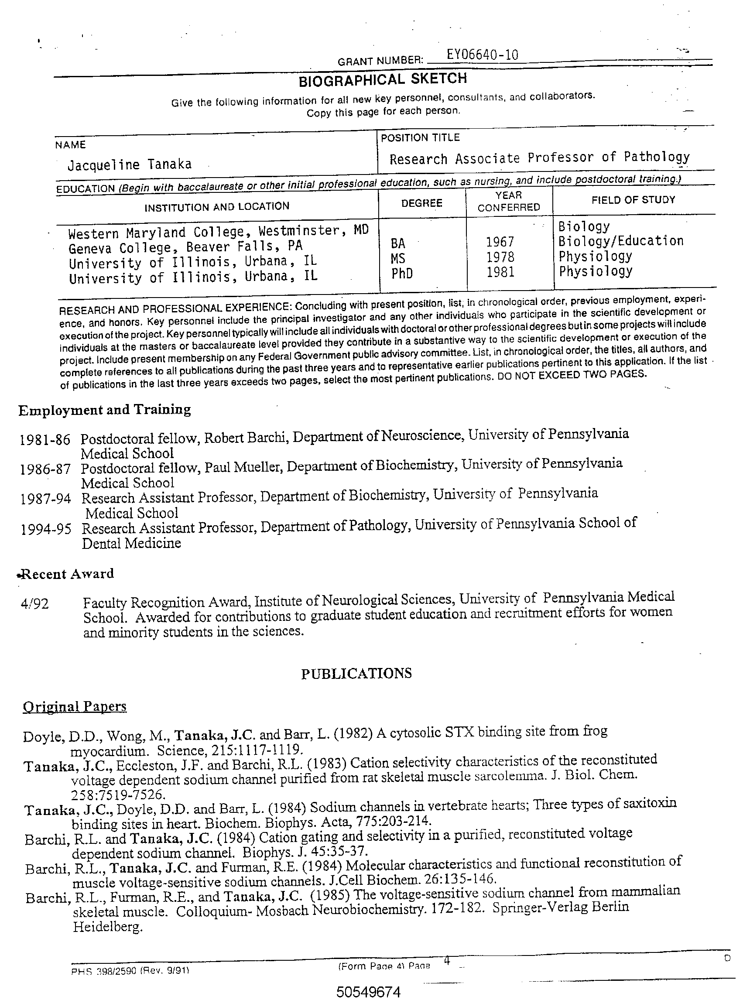 GRANT NUMBER: EY06640-10
BIOGRAPHICAL SKETCH
Give the following information for all new key personnel, consultants, and collaborators.
Copy this page for each person.
NAME
Jacqueline Tanaka
POSITION TITLE
Research Associate Professor of Pathology
EDUCATION (Begin with baccalaureate or other initial professional education, such as nursing, and include postdoctoral training.)
INSTITUTION AND LOCATION DEGREE YEAR CONFERRED FIELD OF STUDY
Western Maryland College, Westminster, MD Biology
Geneva College, Beaver Falls, PA BA 1967 Biology/Education
University of Illinois, Urbana, IL MS 1978 Physiology
University of Illinois, Urbana, IL PhD 1981 Physiology
RESEARCH AND PROFESSIONAL EXPERIENCE: Concluding with present position, list, in chronological order, previous employment, experi-
ence, and honors. Key personnel include the principal investigator and any other individuals who participate in the scientific development or
execution of the project. Key personnel typically will include all individuals with doctoral or other professional degrees but in some projects will include
individuals at the masters or baccalaureate level provided they contribute in a substantive way to the scientific development or execution of the
project. Include present membership on any Federal Government public advisory committee. List, in chronological order, the titles, all authors, and
complete references to all publications during the past three years and to representative earlier publications pertinent to this application. If the list
of publications in the last three years exceeds two pages, select the most pertinent publications. DO NOT EXCEED TWO PAGES.
Employment and Training
1981-86 Postdoctoral fellow, Robert Barchi, Department of Neuroscience, University of Pennsylvania
Medical School
1986-87 Postdoctoral fellow, Paul Mueller, Department of Biochemistry, University of Pennsylvania
Medical School
1987-94 Research Assistant Professor, Department of Biochemistry, University of Pennsylvania
Medical School
1994-95 Research Assistant Professor, Department of Pathology, University of Pennsylvania School of
Dental Medicine
Recent Award
4/92 Faculty Recognition Award, Institute of Neurological Sciences, University of Pennsylvania Medical
School. Awarded for contributions to graduate student education and recruitment efforts for women
and minority students in the sciences.
PUBLICATIONS
Original Papers
Doyle, D.D., Wong, M., Tanaka, J.C. and Barr, L. (1982) A cytosolic STX binding site from frog
myocardium. Science, 215:1117-1119.
Tanaka, J.C., Eccleston, J.F. and Barchi, R.L. (1983) Cation selectivity characteristics of the reconstituted
voltage dependent sodium channel purified from rat skeletal muscle sarcolemma. J. Biol. Chem.
258:7519-7526.
Tanaka, J.C., Doyle, D.D. and Barr, L. (1984) Sodium channels in vertebrate hearts; Three types of saxitoxin
binding sites in heart. Biochem. Biophys. Acta, 775:203-214.
Barchi, R.L. and Tanaka, J.C. (1984) Cation gating and selectivity in a purified, reconstituted voltage
dependent sodium channel. Biophys. J. 45:35-37.
Barchi, R.L., Tanaka, J.C. and Furman, R.E. (1984) Molecular characteristics and functional reconstitution of
muscle voltage-sensitive sodium channels. J.Cell Biochem. 26:135-146.
Barchi, R.L., Furman, R.E., and Tanaka, J.C. (1985) The voltage-sensitive sodium channel from mammalian
skeletal muscle. Colloquium- Mosbach Neurobiochemistry. 172-182. Springer-Verlag Berlin
Heidelberg.
PHS 398/2590 (Rev. 9/91) (Form Page 4) Page 4 D
50549674